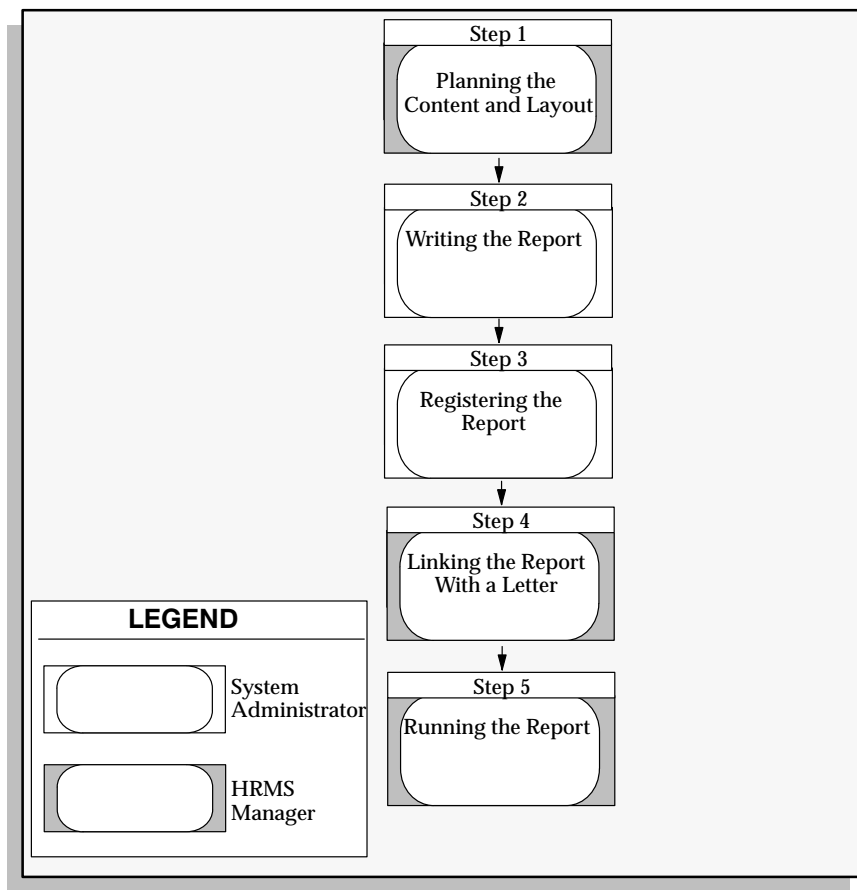 Step 1
Planning the
Content and Layout
Step 2
Writing the Report
Step 3
Registering the
Report
Step 4
Linking the Report
With a Letter
Step 5
Running the Report
LEGEND
System
Administrator
HRMS
Manager